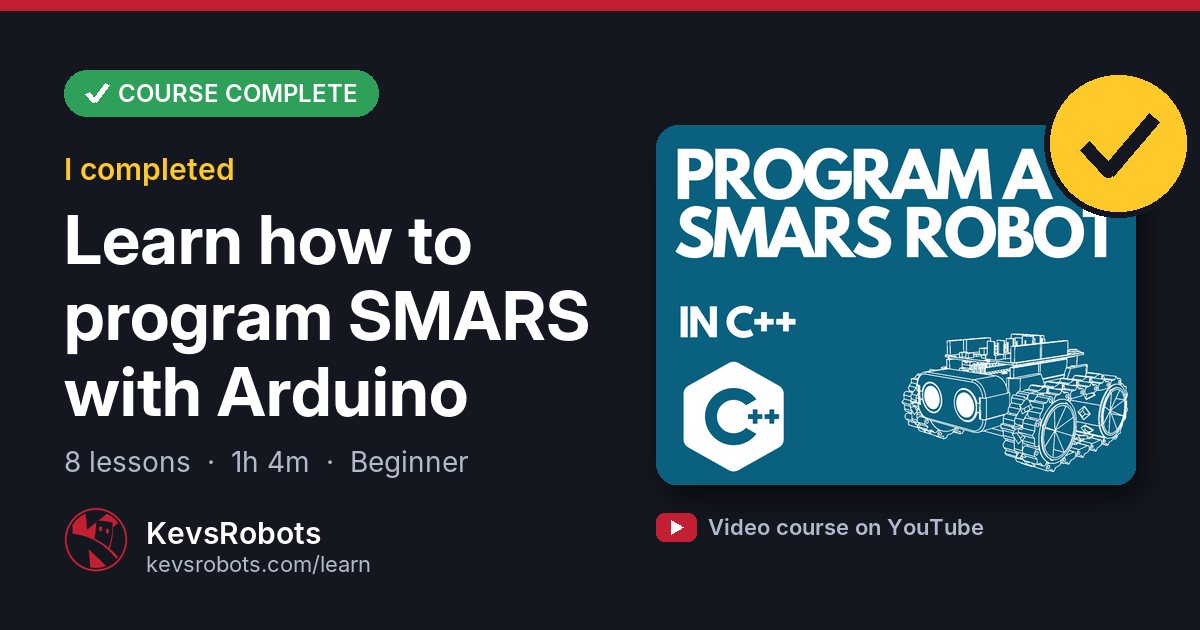 COURSE COMPLETE
I completed
Learn how to
program SMARS
with Arduino
8 lessons · 1h 4m · Beginner
KevsRobots
kevsrobots.com/learn
PROGRAM A
SMARS ROBOT
IN C++
C++
Video course on YouTube